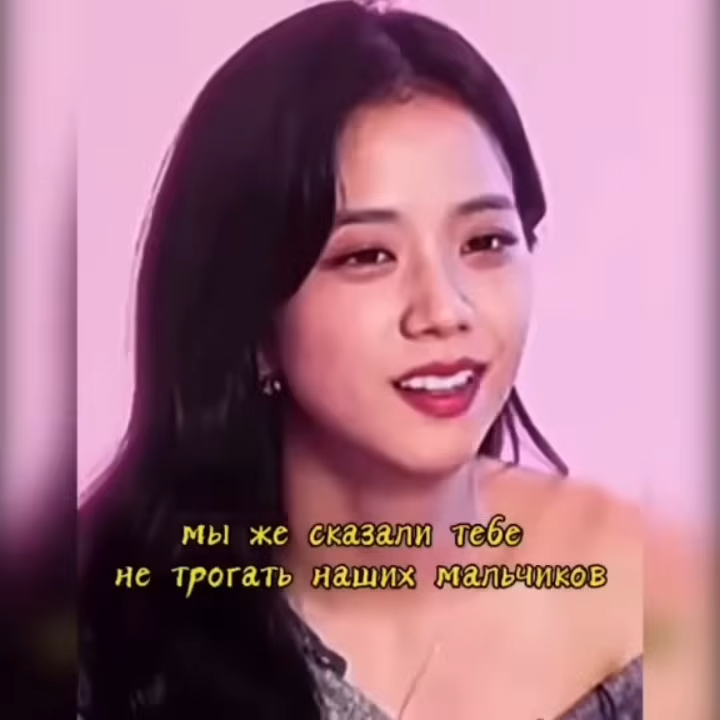 мы же сказали тебе
не трогать наших мальчиков